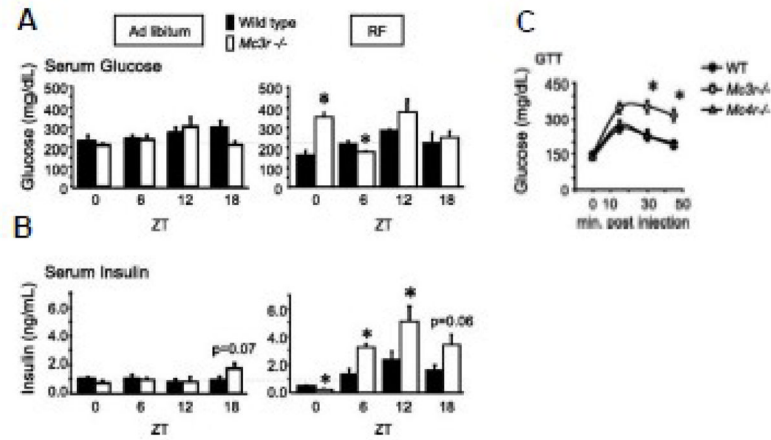 A
Ad libitum
Wild type
Mc3r -/-
RF
Serum Glucose
Glucose (mg/dL)
500
400
300
200
100
0
0 6 12 18
ZT
500
400
300
200
100
0
*
*
0 6 12 18
ZT
B
Serum Insulin
Insulin (ng/mL)
6.0
4.0
2.0
0.0
p=0.07
0 6 12 18
ZT
6.0
4.0
2.0
0.0
*
*
*
p=0.06
0 6 12 18
ZT
C
GTT
Glucose (mg/dL)
450
300
150
0
*
*
0 10 30 50
min. post injection
WT
Mc3r-/-
Mc4r-/-